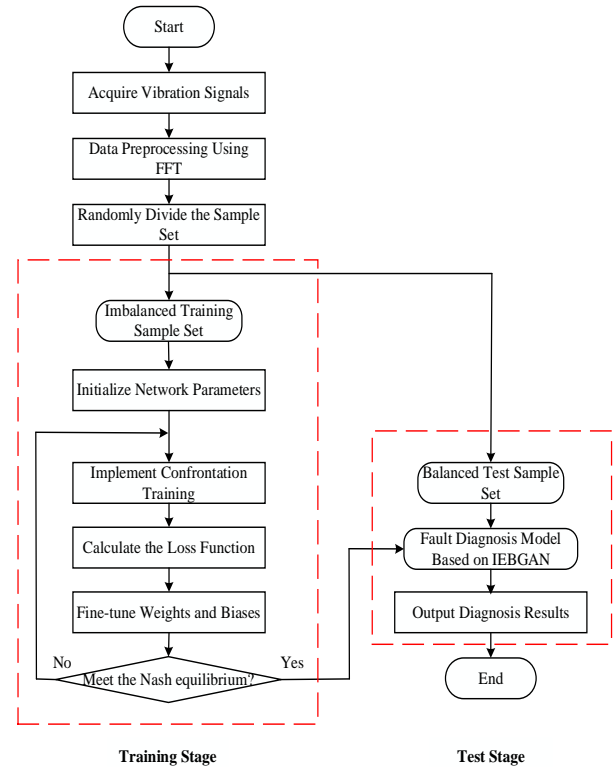 Start
Acquire Vibration Signals
Data Preprocessing Using
FFT
Randomly Divide the Sample
Set
Imbalanced Training
Sample Set
Initialize Network Parameters
Implement Confrontation
Training
Calculate the Loss Function
Fine-tune Weights and Biases
No
Meet the Nash equilibrium?
Yes
Balanced Test Sample
Set
Fault Diagnosis Model
Based on IEBGAN
Output Diagnosis Results
End
Training Stage
Test Stage